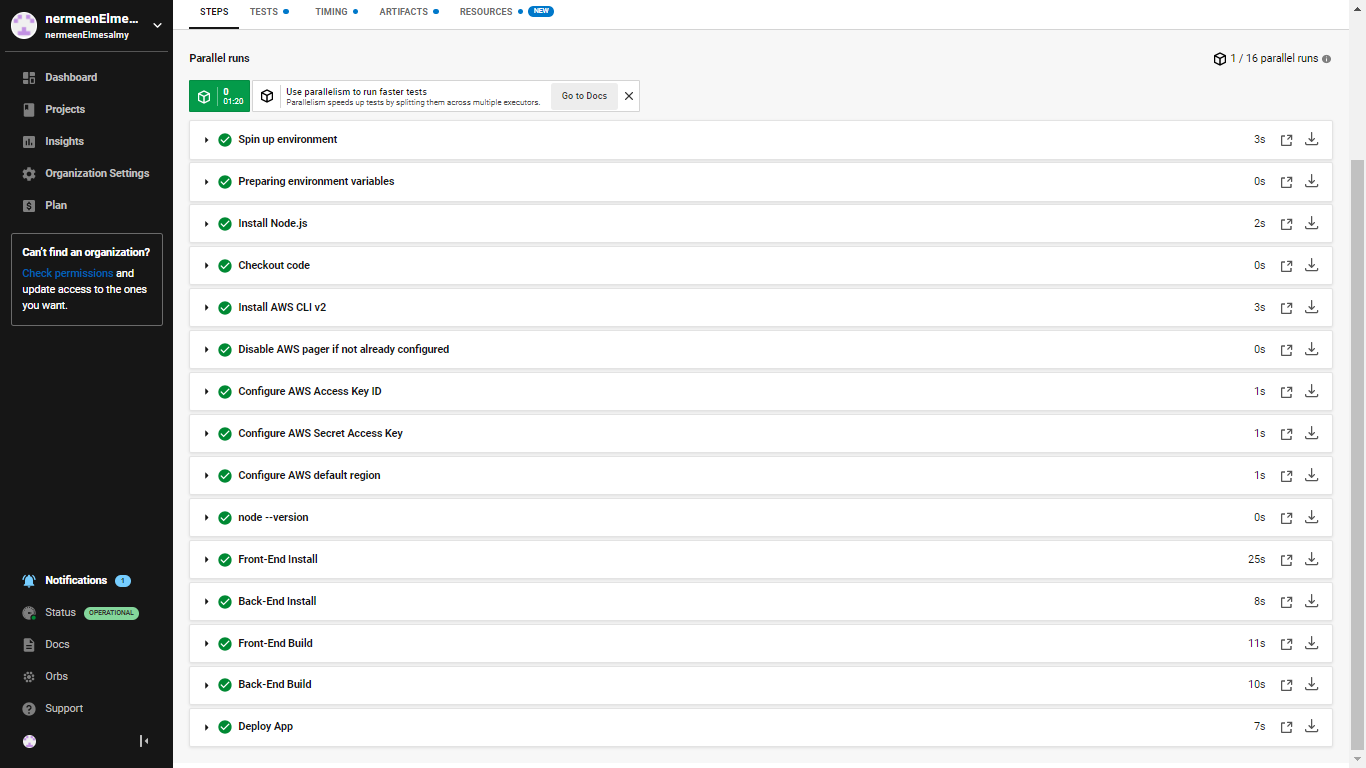 nermeenElme...
nermeenElmesalmy
Dashboard
Projects
Insights
Organization Settings
Plan
Can't find an organization?
Check permissions and
update access to the ones
you want.
Notifications 1
Status OPERATIONAL
Docs
Orbs
Support
STEPS TESTS TIMING ARTIFACTS RESOURCES NEW
Parallel runs
1 / 16 parallel runs
0
01:20
Use parallelism to run faster tests
Parallelism speeds up tests by splitting them across multiple executors.
Go to Docs
Spin up environment 3s
Preparing environment variables 0s
Install Node.js 2s
Checkout code 0s
Install AWS CLI v2 3s
Disable AWS pager if not already configured 0s
Configure AWS Access Key ID 1s
Configure AWS Secret Access Key 1s
Configure AWS default region 1s
node --version 0s
Front-End Install 25s
Back-End Install 8s
Front-End Build 11s
Back-End Build 10s
Deploy App 7s